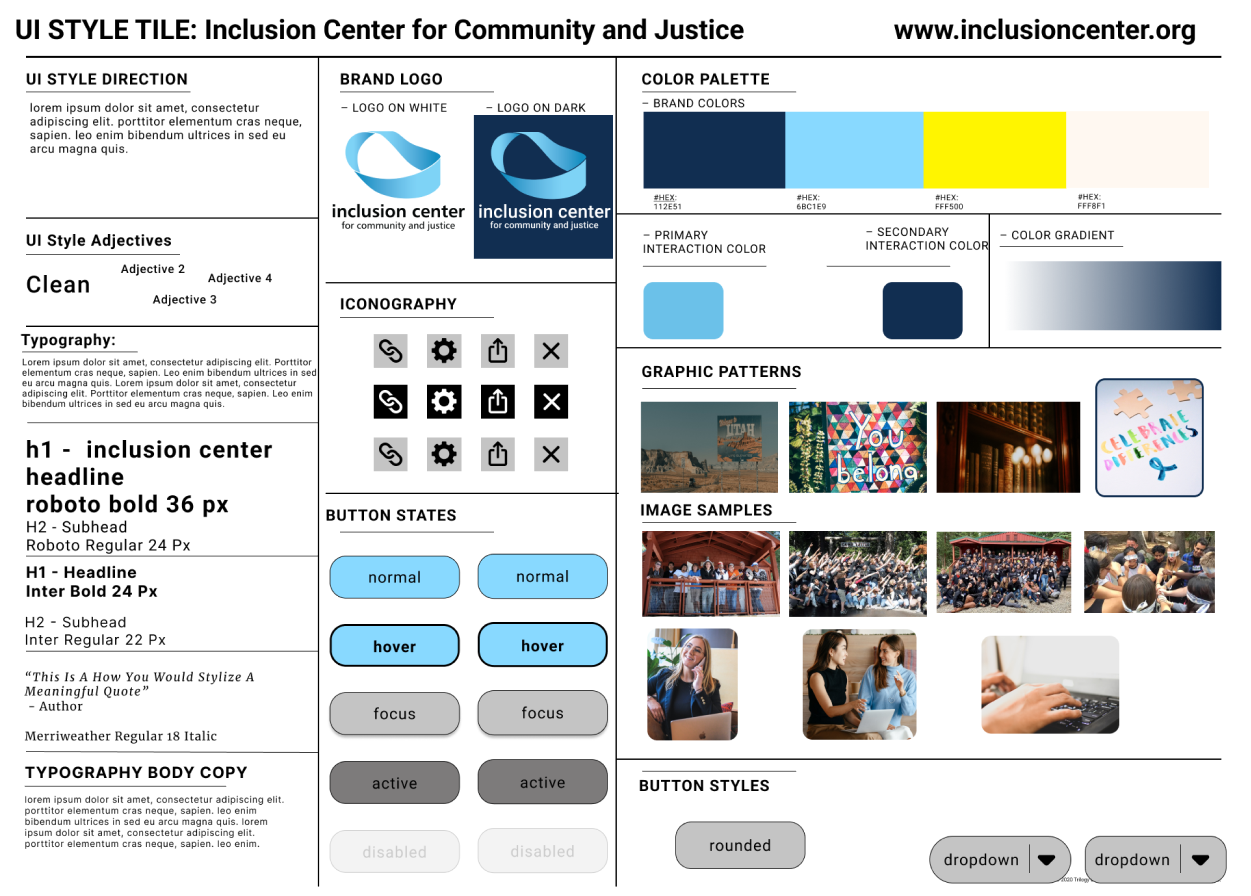 UI STYLE TILE: Inclusion Center for Community and Justice
www.inclusioncenter.org
UI STYLE DIRECTION
lorem ipsum dolor sit amet, consectetur
adipiscing elit. porttitor elementum cras neque,
sapien. leo enim bibendum ultrices in sed eu
arcu magna quis.
UI Style Adjectives
Clean
Adjective 2
Adjective 4
Adjective 3
Typography:
Lorem ipsum dolor sit amet, consectetur adipiscing elit. Porttitor
elementum cras neque, sapien. Leo enim bibendum ultrices in sed
eu arcu magna quis. Lorem ipsum dolor sit amet, consectetur
adipiscing elit. Porttitor elementum cras neque, sapien. Leo enim
bibendum ultrices in sed eu arcu magna quis.
h1 - inclusion center
headline
roboto bold 36 px
H2 - Subhead
Roboto Regular 24 Px
H1 - Headline
Inter Bold 24 Px
H2 - Subhead
Inter Regular 22 Px
“This Is A How You Would Stylize A
Meaningful Quote”
- Author
Merriweather Regular 18 Italic
TYPOGRAPHY BODY COPY
lorem ipsum dolor sit amet, consectetur adipiscing elit.
porttitor elementum cras neque, sapien. leo enim
bibendum ultrices in sed eu arcu magna quis. lorem
ipsum dolor sit amet, consectetur adipiscing elit.
porttitor elementum cras neque, sapien. leo enim.
BRAND LOGO
– LOGO ON WHITE
– LOGO ON DARK
inclusion center
for community and justice
inclusion center
for community and justice
ICONOGRAPHY
BUTTON STATES
normal
normal
hover
hover
focus
focus
active
active
disabled
disabled
COLOR PALETTE
– BRAND COLORS
#HEX:
112E51
#HEX:
6BC1E9
#HEX:
FFF500
#HEX:
FFF8F1
– PRIMARY
INTERACTION COLOR
– SECONDARY
INTERACTION COLOR
– COLOR GRADIENT
GRAPHIC PATTERNS
UTAH
You
belong
CELEBRATE
DIFFERENCES
IMAGE SAMPLES
BUTTON STYLES
rounded
dropdown
dropdown
2020 Trilogy